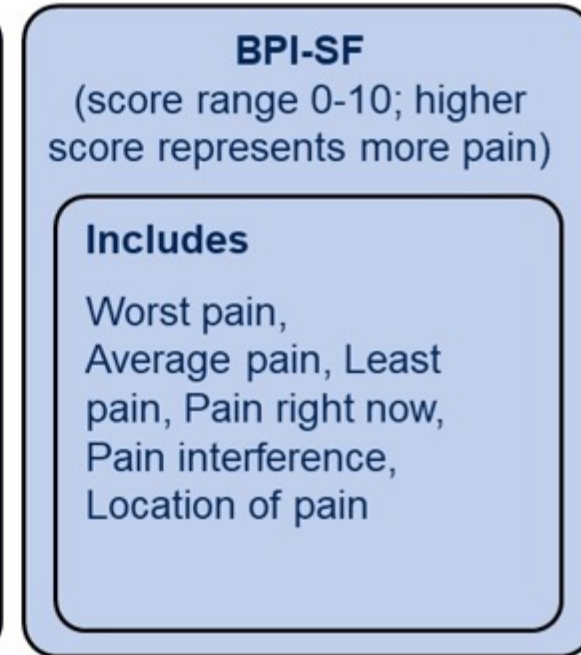 BPI-SF
(score range 0-10; higher
score represents more pain)
Includes
Worst pain,
Average pain, Least
pain, Pain right now,
Pain interference,
Location of pain